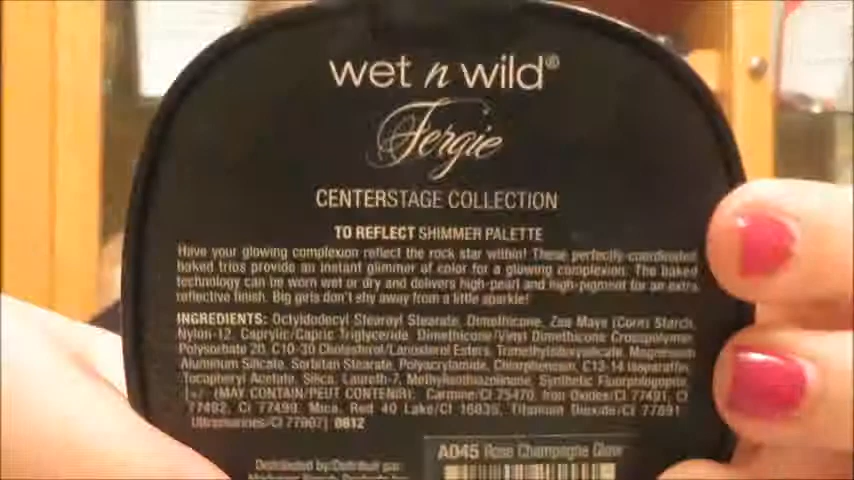 wet n wild®
Fergie
CENTERSTAGE COLLECTION
TO REFLECT SHIMMER PALETTE
Have your glowing complexion reflect the rock star within! These perfectly-coordinated
baked trios provide an instant glimmer of color for a glowing complexion. The baked
technology can be worn wet or dry and delivers high-pearl and high-pigment for an extra
reflective finish. Big girls don't shy away from a little sparkle!
INGREDIENTS: Octyldodecyl Stearoyl Stearate, Dimethicone, Zea Mays (Corn) Starch,
Nylon-12, Caprylic/Capric Triglyceride, Dimethicone/Vinyl Dimethicone Crosspolymer,
Polysorbate 20, C10-30 Cholesterol/Lanosterol Esters, Trimethylsiloxysilicate, Magnesium
Aluminum Silicate, Sorbitan Stearate, Polyacrylamide, Chlorphenesin, C13-14 Isoparaffin,
Tocopheryl Acetate, Silica, Laureth-7, Methylisothiazolinone, Synthetic Fluorphlogopite,
[+/- (MAY CONTAIN/PEUT CONTENIR): Carmine/CI 75470, Iron Oxides/CI 77491, CI
77492, CI 77499, Mica, Red 40 Lake/CI 16035, Titanium Dioxide/CI 77891
Ultramarines/CI 77007] 0612
A045 Rose Champagne Glow
Distributed by/Distribué par: